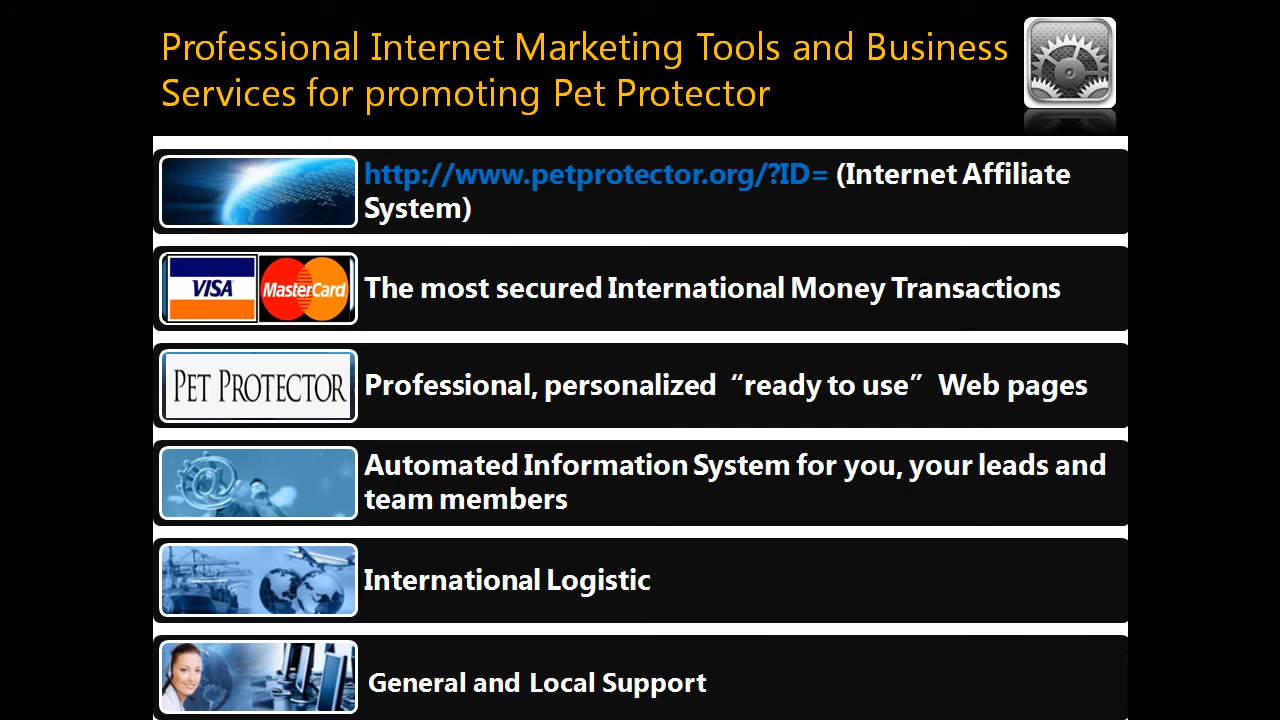 Professional Internet Marketing Tools and Business
Services for promoting Pet Protector
http://www.petprotector.org/?ID= (Internet Affiliate
System)
VISA
MasterCard
The most secured International Money Transactions
PET PROTECTOR
Professional, personalized “ready to use” Web pages
Automated Information System for you, your leads and
team members
International Logistic
General and Local Support